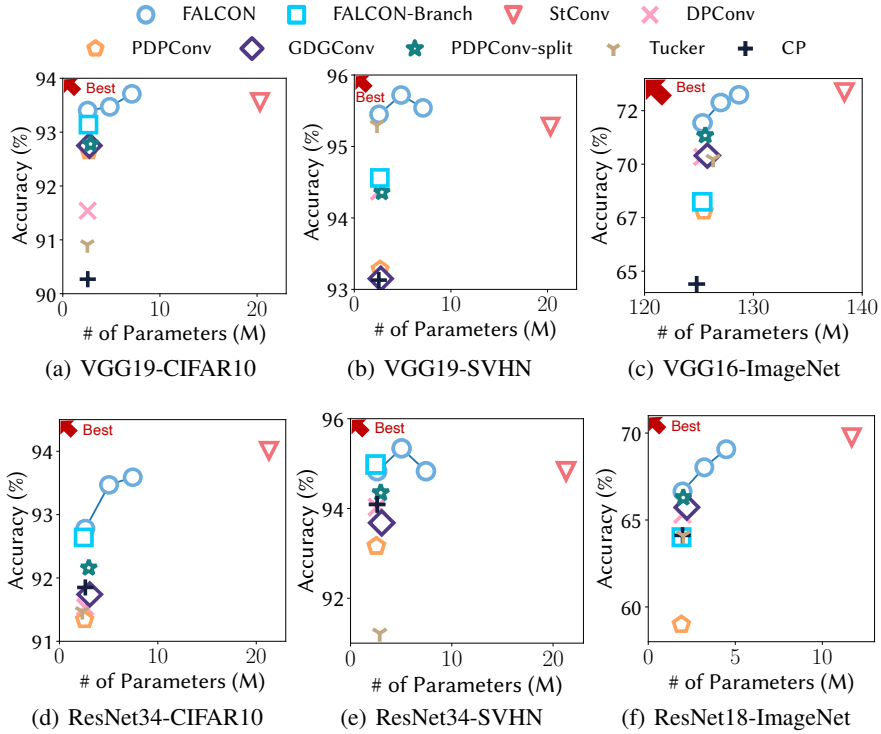 FALCON FALCON-Branch StConv DPConv
PDPConv GDGConv PDPConv-split Tucker CP
94
93
92
91
90
Accuracy (%)
Best
0 10 20
# of Parameters (M)
(a) VGG19-CIFAR10
96
95
94
93
Accuracy (%)
Best
0 10 20
# of Parameters (M)
(b) VGG19-SVHN
72
70
67
65
Accuracy (%)
Best
120 130 140
# of Parameters (M)
(c) VGG16-ImageNet
94
93
92
91
Accuracy (%)
Best
0 10 20
# of Parameters (M)
(d) ResNet34-CIFAR10
96
94
92
Accuracy (%)
Best
0 10 20
# of Parameters (M)
(e) ResNet34-SVHN
70
65
60
Accuracy (%)
Best
0 5 10
# of Parameters (M)
(f) ResNet18-ImageNet